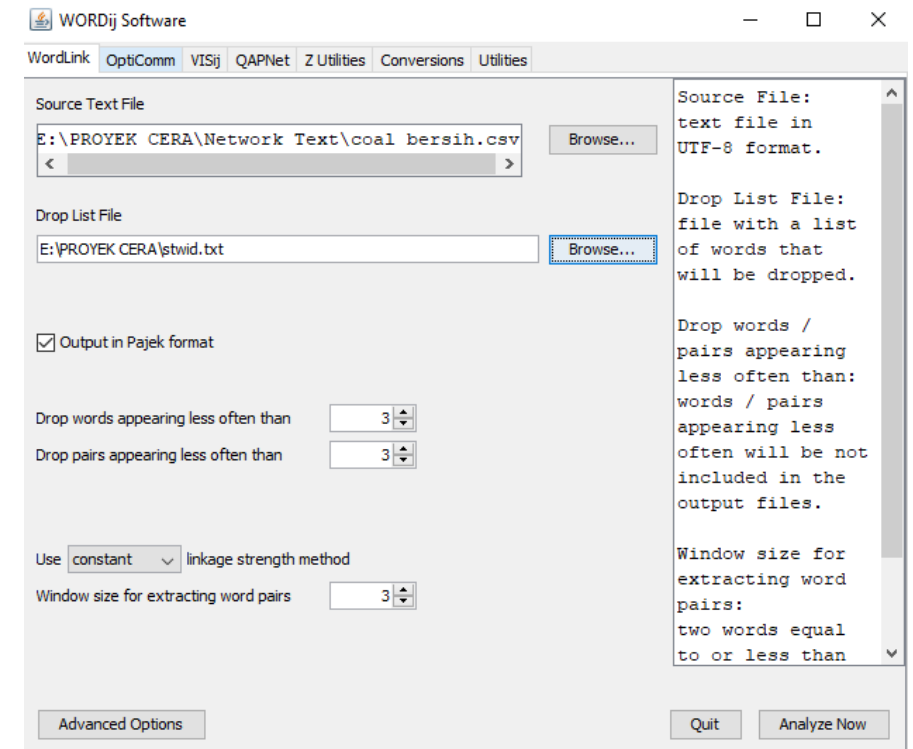 WORDij Software
WordLink OptiComm VISij QAPNet Z Utilities Conversions Utilities
Source Text File
E:\PROYEK CERA\Network Text\coal bersih.csv
Browse...
Drop List File
E:\PROYEK CERA\stwid.txt
Browse...
Output in Pajek format
Drop words appearing less often than 3
Drop pairs appearing less often than 3
Use constant linkage strength method
Window size for extracting word pairs 3
Advanced Options
Source File:
text file in
UTF-8 format.
Drop List File:
file with a list
of words that
will be dropped.
Drop words /
pairs appearing
less often than:
words / pairs
appearing less
often will be not
included in the
output files.
Window size for
extracting word
pairs:
two words equal
to or less than
Quit
Analyze Now